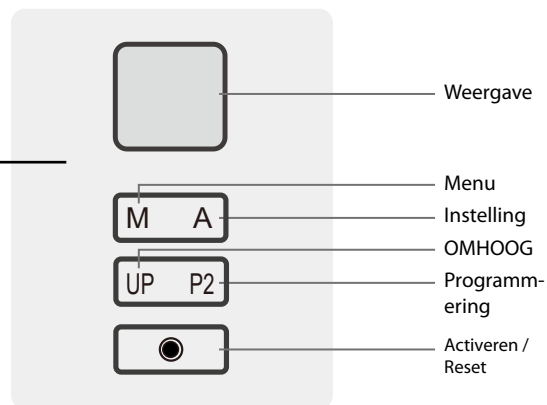 Weergave
Menu
M A
Instelling
OMHOOG
UP P2
Programm-
ering
Activeren /
Reset